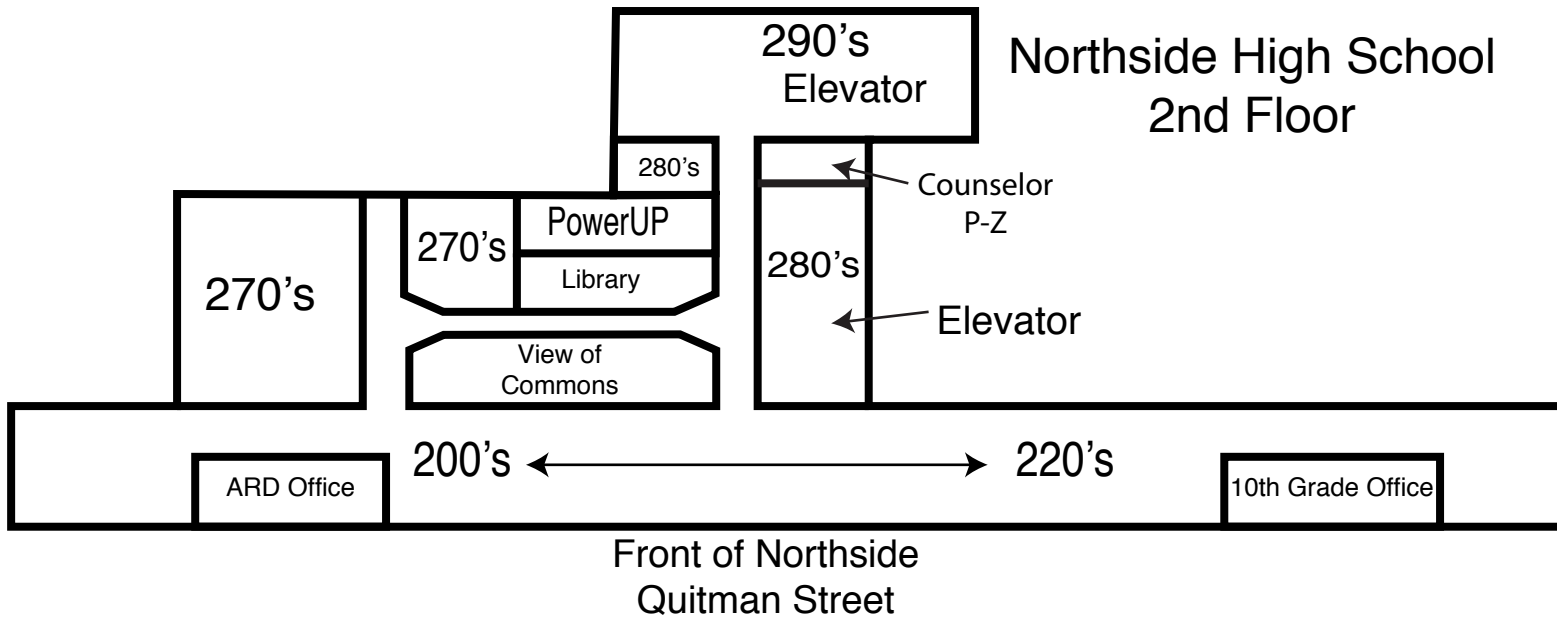 290's
Elevator
Northside High School
2nd Floor
280's
Counselor
P-Z
PowerUP
270's
Library
280's
270's
Elevator
View of
Commons
200's
220's
ARD Office
10th Grade Office
Front of Northside
Quitman Street